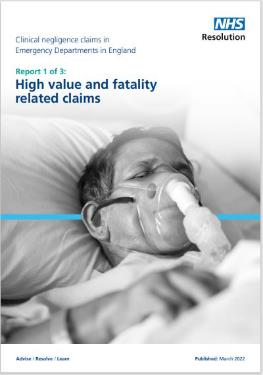 NHS
Resolution
Clinical negligence claims in
Emergency Departments in England
Report 1 of 3:
High value and fatality
related claims
Advise / Resolve / Learn
Published: March 2022